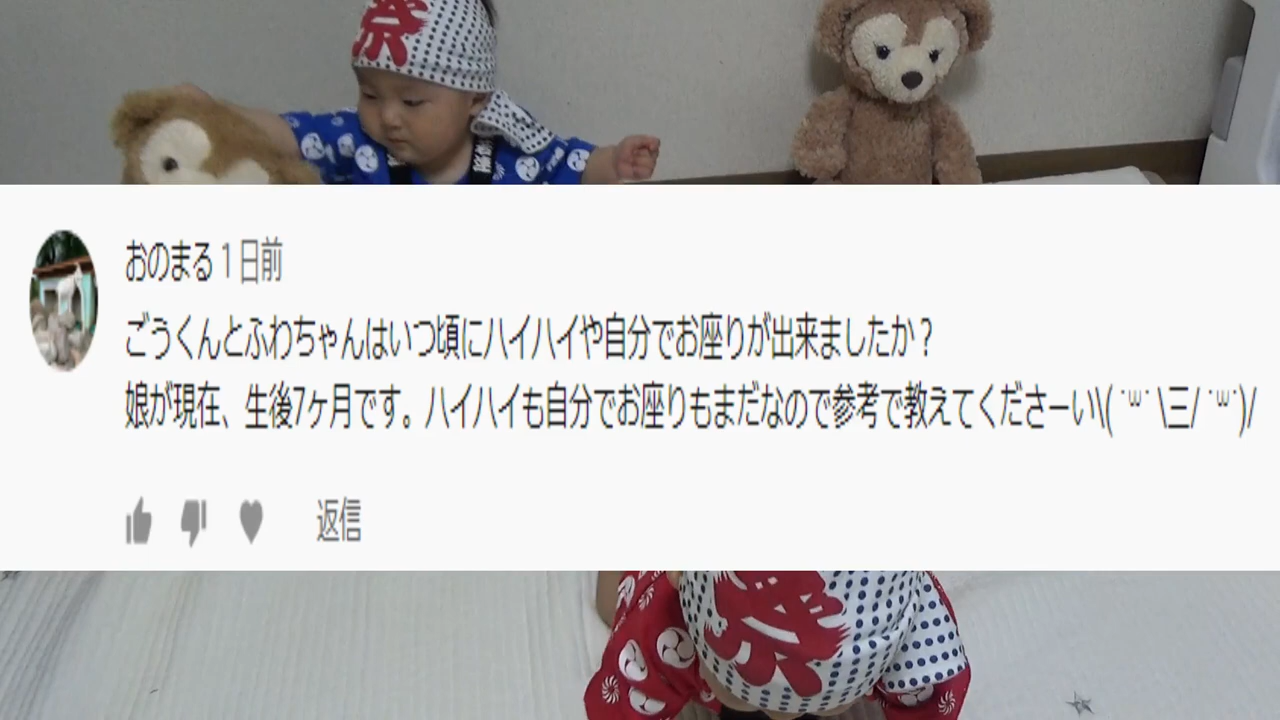 祭
おのまる 1 日前
ごうくんとふわちゃんはいつ頃にハイハイや自分でお座りが出来ましたか？
娘が現在、生後7ヶ月です。ハイハイも自分でお座りもまだなので参考で教えてくださーい\( ˙꒳˙ \三/ ˙꒳˙)/
返信
祭